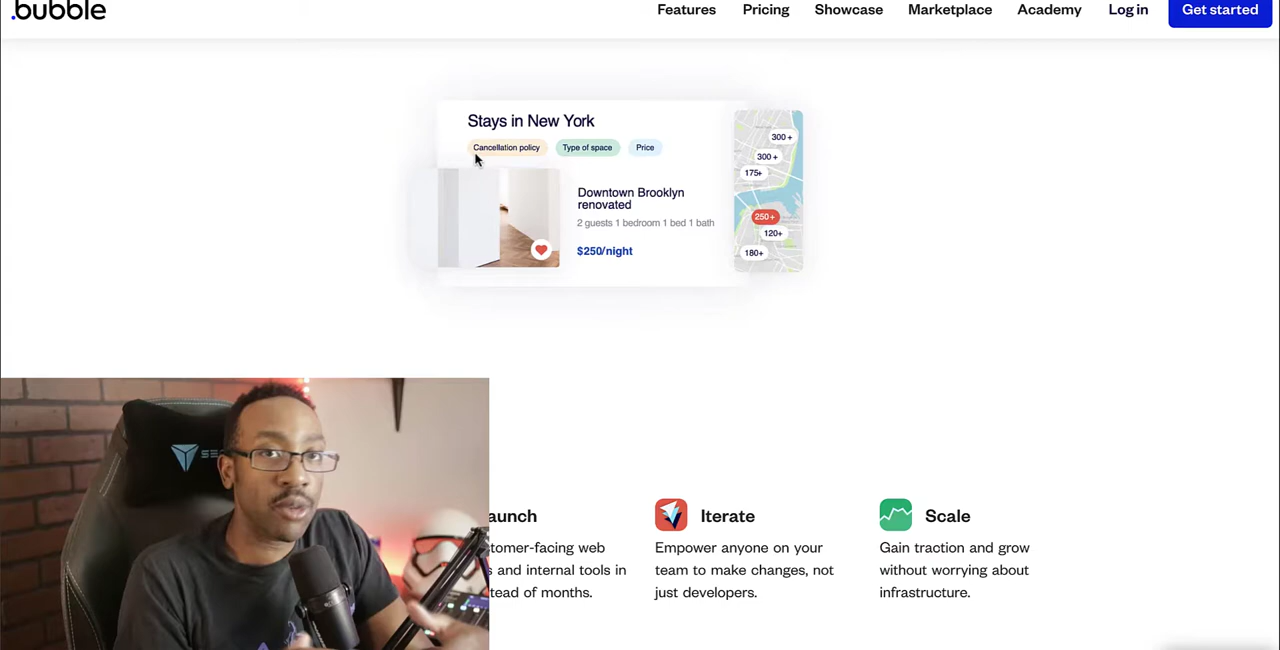 .bubble
Features Pricing Showcase Marketplace Academy Log in Get started
Stays in New York
Cancellation policy Type of space Price
Downtown Brooklyn
renovated
2 guests 1 bedroom 1 bed 1 bath
$250/night
300 +
300 +
175+
250 +
120+
180+
aunch
tomer-facing web
s and internal tools in
tead of months.
Iterate
Empower anyone on your
team to make changes, not
just developers.
Scale
Gain traction and grow
without worrying about
infrastructure.